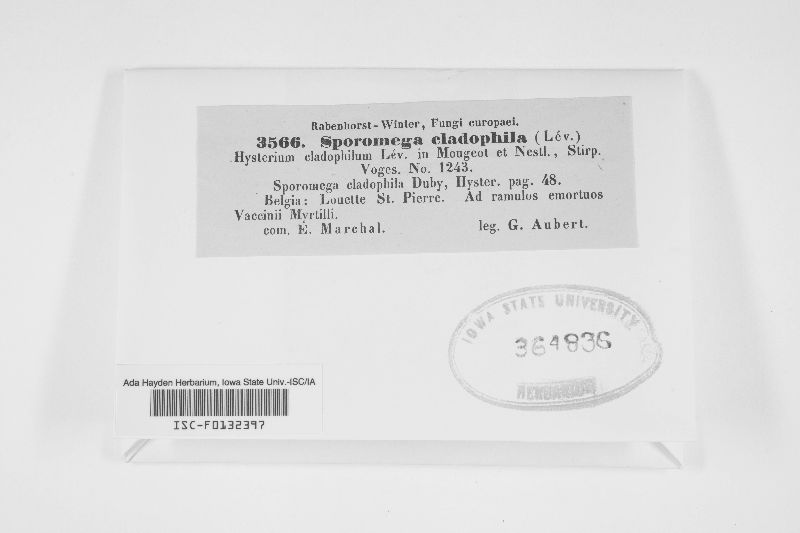 Rabenhorst-Winter, Fungi europaei.
3566. Sporomega cladophila (Lév.)
Hysterium cladophilum Lév. in Mougeot et Nestl., Stirp.
Voges. No. 1243.
Sporomega cladophila Duby, Hyster. pag. 48.
Belgia: Louette St. Pierre. Ad ramulos emortuos
Vaccinii Myrtilli.
com. E. Marchal. leg. G. Aubert.
IOWA STATE UNIVERSITY
364836
HERBARIUM
Ada Hayden Herbarium, Iowa State Univ.-ISC/IA
ISC-F0132397